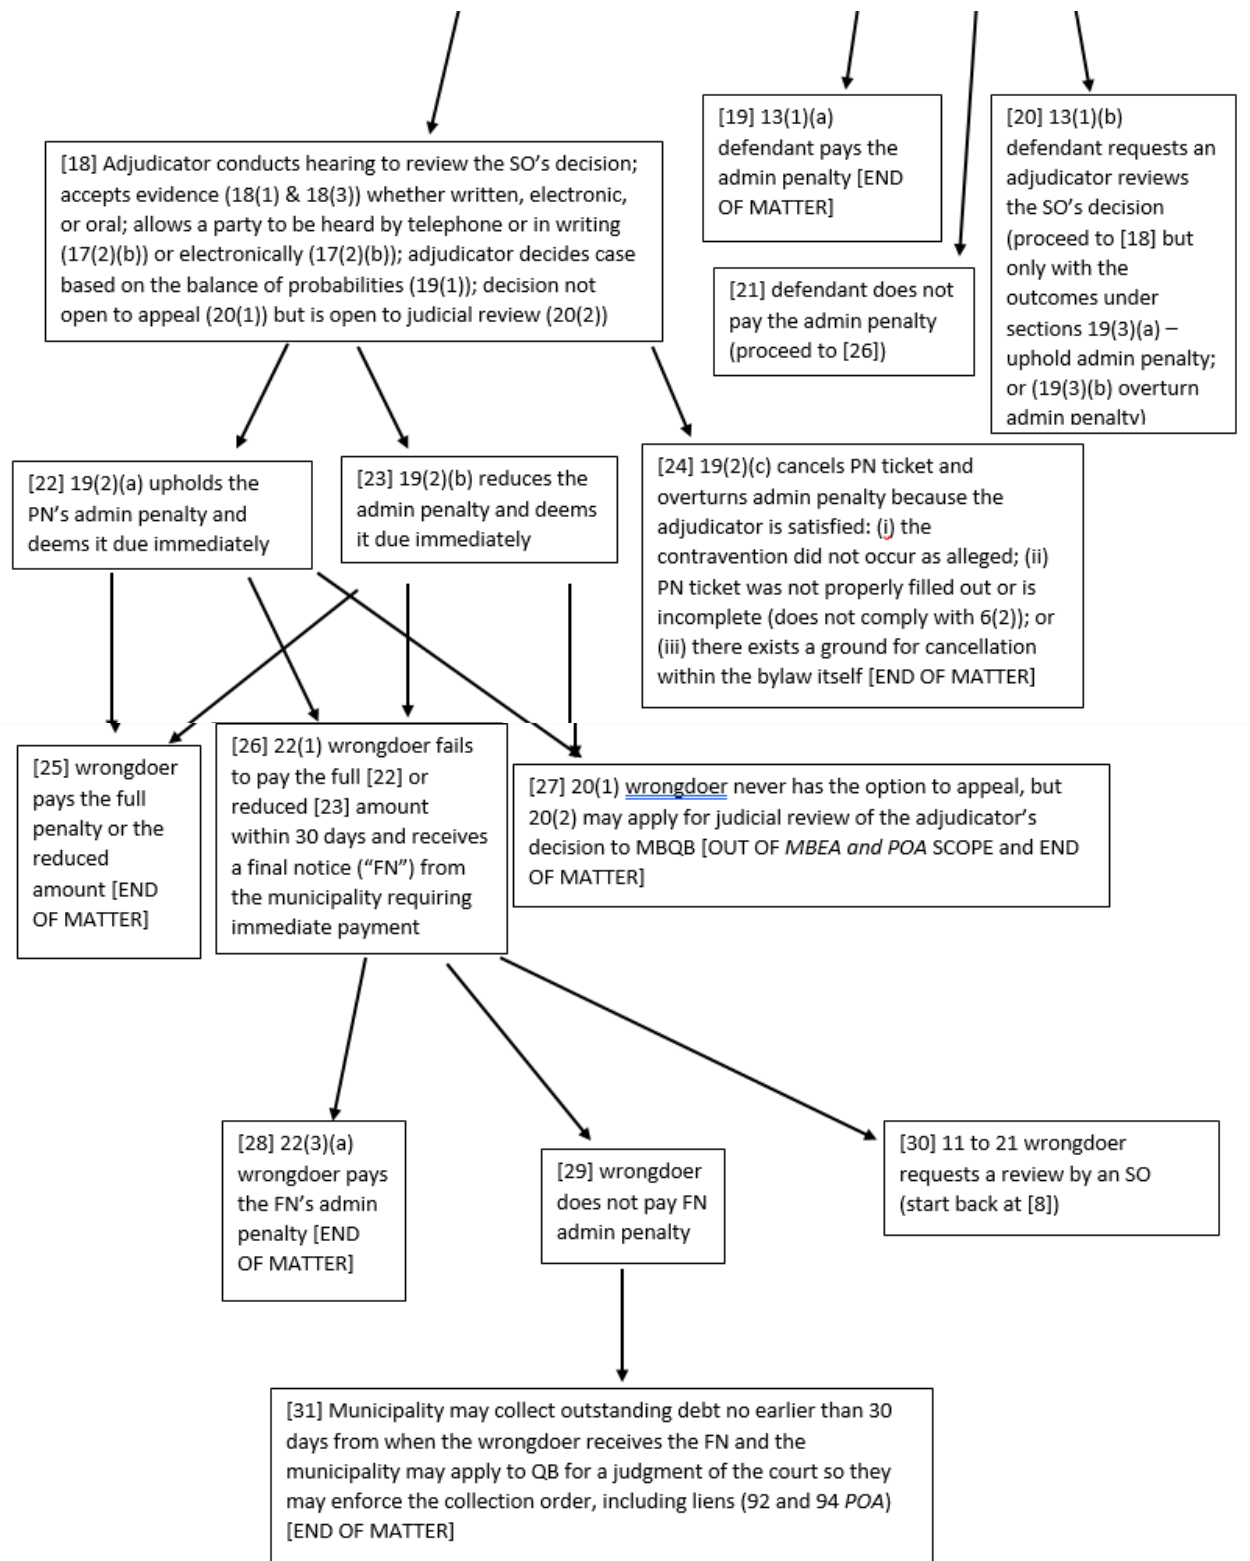 [19] 13(1)(a)
defendant pays the
admin penalty [END
OF MATTER]
[20] 13(1)(b)
defendant requests an
adjudicator reviews
the SO's decision
(proceed to [18] but
only with the
outcomes under
sections 19(3)(a) –
uphold admin penalty;
or (19(3)(b) overturn
admin penalty)
[18] Adjudicator conducts hearing to review the SO's decision;
accepts evidence (18(1) & 18(3)) whether written, electronic,
or oral; allows a party to be heard by telephone or in writing
(17(2)(b)) or electronically (17(2)(b)); adjudicator decides case
based on the balance of probabilities (19(1)); decision not
open to appeal (20(1)) but is open to judicial review (20(2))
[21] defendant does not
pay the admin penalty
(proceed to [26])
[22] 19(2)(a) upholds the
PN's admin penalty and
deems it due immediately
[23] 19(2)(b) reduces the
admin penalty and deems
it due immediately
[24] 19(2)(c) cancels PN ticket and
overturns admin penalty because the
adjudicator is satisfied: (i) the
contravention did not occur as alleged; (ii)
PN ticket was not properly filled out or is
incomplete (does not comply with 6(2)); or
(iii) there exists a ground for cancellation
within the bylaw itself [END OF MATTER]
[25] wrongdoer
pays the full
penalty or the
reduced
amount [END
OF MATTER]
[26] 22(1) wrongdoer fails
to pay the full [22] or
reduced [23] amount
within 30 days and receives
a final notice ("FN") from
the municipality requiring
immediate payment
[27] 20(1) wrongdoer never has the option to appeal, but
20(2) may apply for judicial review of the adjudicator's
decision to MBQB [OUT OF MBEA and POA SCOPE and END
OF MATTER]
[28] 22(3)(a)
wrongdoer pays
the FN's admin
penalty [END
OF MATTER]
[29] wrongdoer
does not pay FN
admin penalty
[30] 11 to 21 wrongdoer
requests a review by an SO
(start back at [8])
[31] Municipality may collect outstanding debt no earlier than 30
days from when the wrongdoer receives the FN and the
municipality may apply to QB for a judgment of the court so they
may enforce the collection order, including liens (92 and 94 POA)
[END OF MATTER]